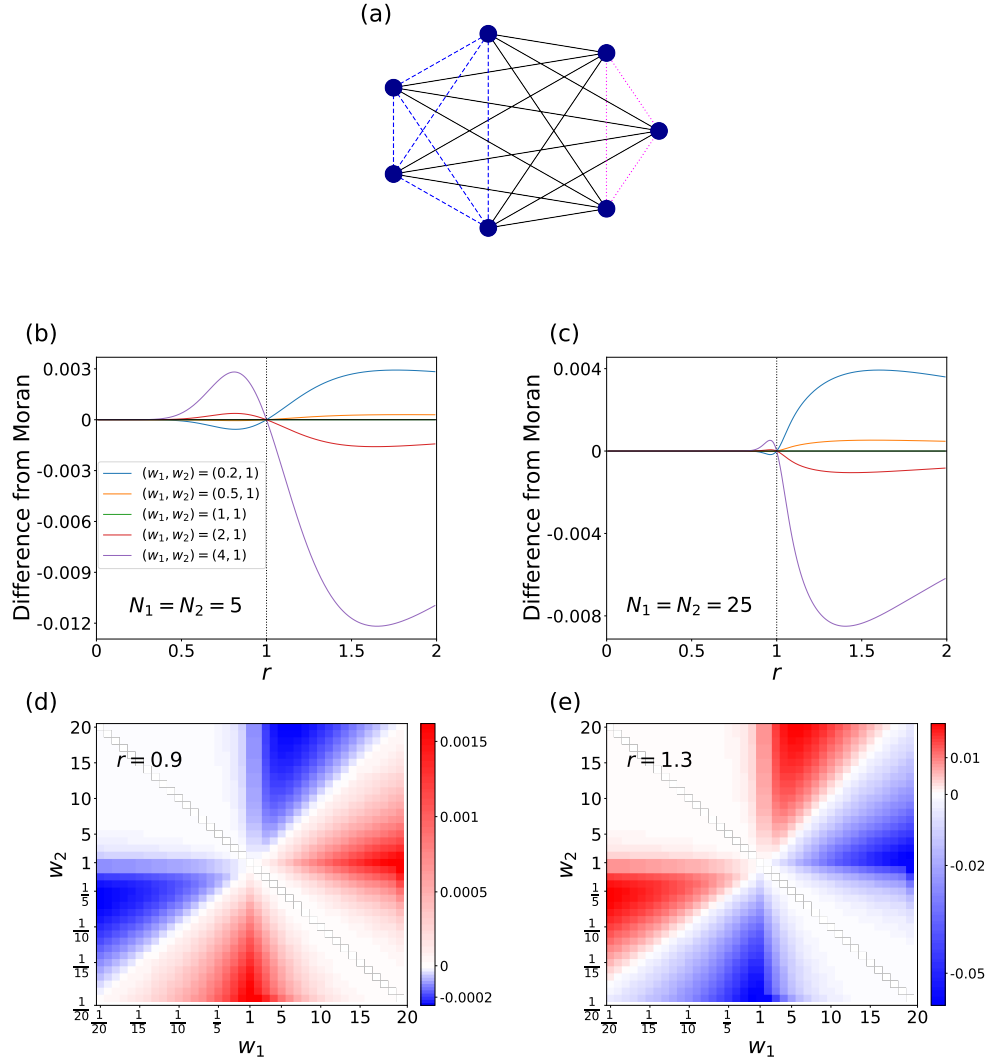 (a)
(b)
Difference from Moran
0.003
0
-0.003
-0.006
-0.009
-0.012
(w₁, w₂) = (0.2, 1)
(w₁, w₂) = (0.5, 1)
(w₁, w₂) = (1, 1)
(w₁, w₂) = (2, 1)
(w₁, w₂) = (4, 1)
N₁ = N₂ = 5
0 0.5 1 1.5 2
r
(c)
Difference from Moran
0.004
0
-0.004
-0.008
N₁ = N₂ = 25
0 0.5 1 1.5 2
r
(d)
w₂
20
15
10
5
1
1/5
1/10
1/15
1/20
r = 0.9
1/20 1/15 1/10 1/5 1 5 10 15 20
w₁
0.0015
0.001
0.0005
0
-0.0002
(e)
w₂
20
15
10
5
1
1/5
1/10
1/15
1/20
r = 1.3
1/20 1/15 1/10 1/5 1 5 10 15 20
w₁
0.01
0
-0.02
-0.05